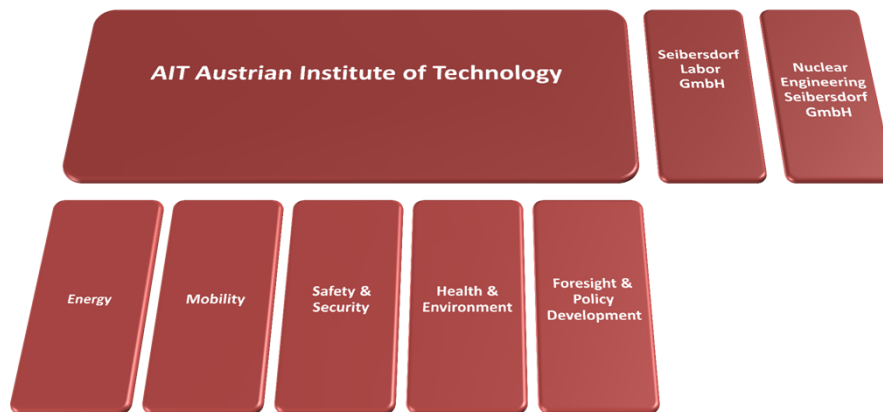 AIT Austrian Institute of Technology
Seibersdorf
Labor
GmbH
Nuclear
Engineering
Seibersdorf
GmbH
Energy
Mobility
Safety &
Security
Health &
Environment
Foresight &
Policy
Development